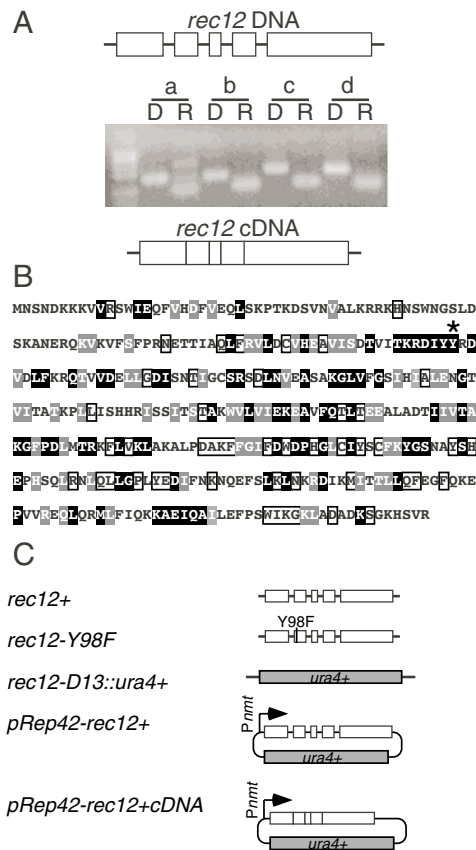 A
rec12 DNA
a b c d
D R D R D R D R
rec12 cDNA
B
MNSNDKKKVVRSWIEQFVHDFVEQLSKPTKDSVNVALKRRKHNSWNGSLD
*
SKANERQKVKVFSFPRNETTIAQLFRVLDCVHEAVISDTVITKRDIYYRD
VDLFKRQTVVDELLGDISNTIGCSRSDLNVEASAKGLVFGSIHIALENGT
VITATKPLLISHHRISSITSTAKWVLVIEKEAVFQTLTEEALADTIIVTA
KGFPDLMTRKFLVKLAKALPDAKFFGIFDWDPHGLCIYSCFKYGSNAYSH
EPHSQLRNLQLLGPLYEDIFNKNQEFSLKLNKRDIKMITTLLQFEGFQKE
PVVREQLQRMLFIQKKAEIQAILEFPSWIKGKLADADKSGKHSVR
C
rec12+
rec12-Y98F
Y98F
rec12-D13::ura4+
ura4+
pRep42-rec12+
Pnmt
ura4+
pRep42-rec12+cDNA
Pnmt
ura4+